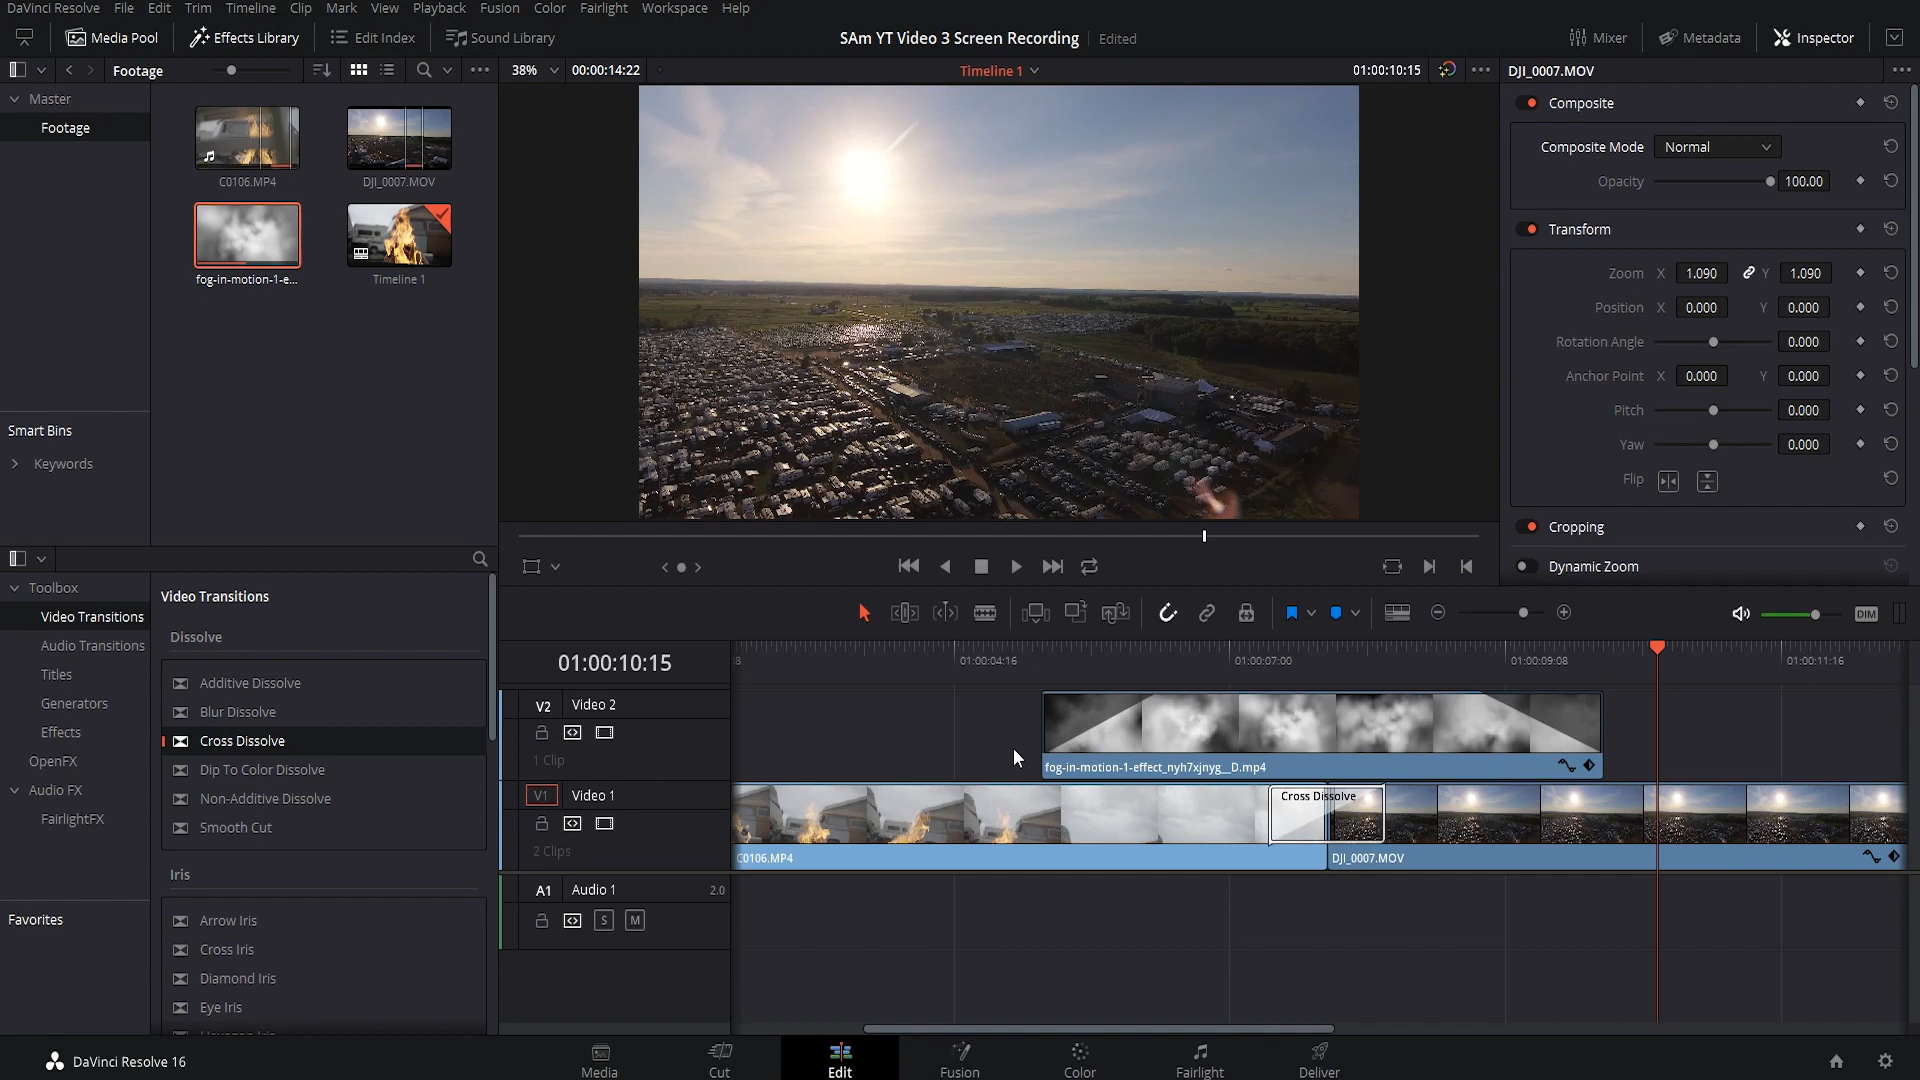 DaVinci Resolve File Edit Trim Timeline Clip Mark View Playback Fusion Color Fairlight Workspace Help
Media Pool Effects Library Edit Index Sound Library SAm YT Video 3 Screen Recording Edited Mixer Metadata Inspector
Footage 38% 00:00:14:22 Timeline 1 01:00:10:15 DJI_0007.MOV
Master
Footage
C0106.MP4 DJI_0007.MOV
fog-in-motion-1-e... Timeline 1
Smart Bins
Keywords
Composite
Composite Mode Normal
Opacity 100.00
Transform
Zoom X 1.090 Y 1.090
Position X 0.000 Y 0.000
Rotation Angle 0.000
Anchor Point X 0.000 Y 0.000
Pitch 0.000
Yaw 0.000
Flip
Cropping
Dynamic Zoom
Toolbox
Video Transitions
Audio Transitions
Titles
Generators
Effects
OpenFX
Audio FX
FairlightFX
Favorites
Video Transitions
Dissolve
Additive Dissolve
Blur Dissolve
Cross Dissolve
Dip To Color Dissolve
Non-Additive Dissolve
Smooth Cut
Iris
Arrow Iris
Cross Iris
Diamond Iris
Eye Iris
DIM
01:00:10:15 01:00:04:16 01:00:07:00 01:00:09:08 01:00:11:16
V2 Video 2
1 Clip
fog-in-motion-1-effect_nyh7xjnyg__D.mp4
V1 Video 1
Cross Dissolve
2 Clips
C0106.MP4 DJI_0007.MOV
A1 Audio 1 2.0
S M
DaVinci Resolve 16
Media Cut Edit Fusion Color Fairlight Deliver